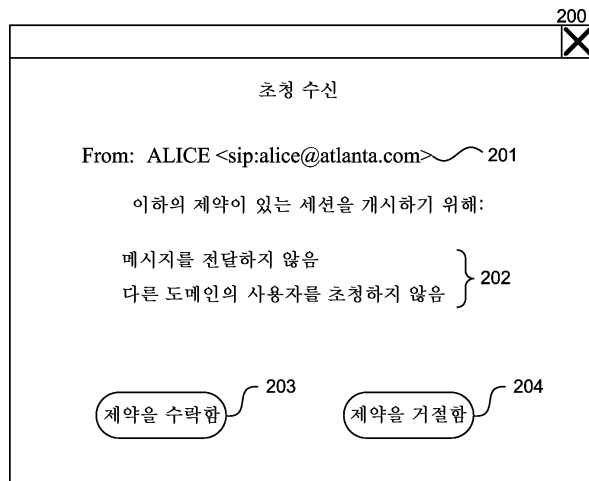 200
초청 수신
From: ALICE <sip:alice@atlanta.com> 201
이하의 제약이 있는 세션을 개시하기 위해:
메시지를 전달하지 않음
다른 도메인의 사용자를 초청하지 않음
202
203
204
제약을 수락함
제약을 거절함